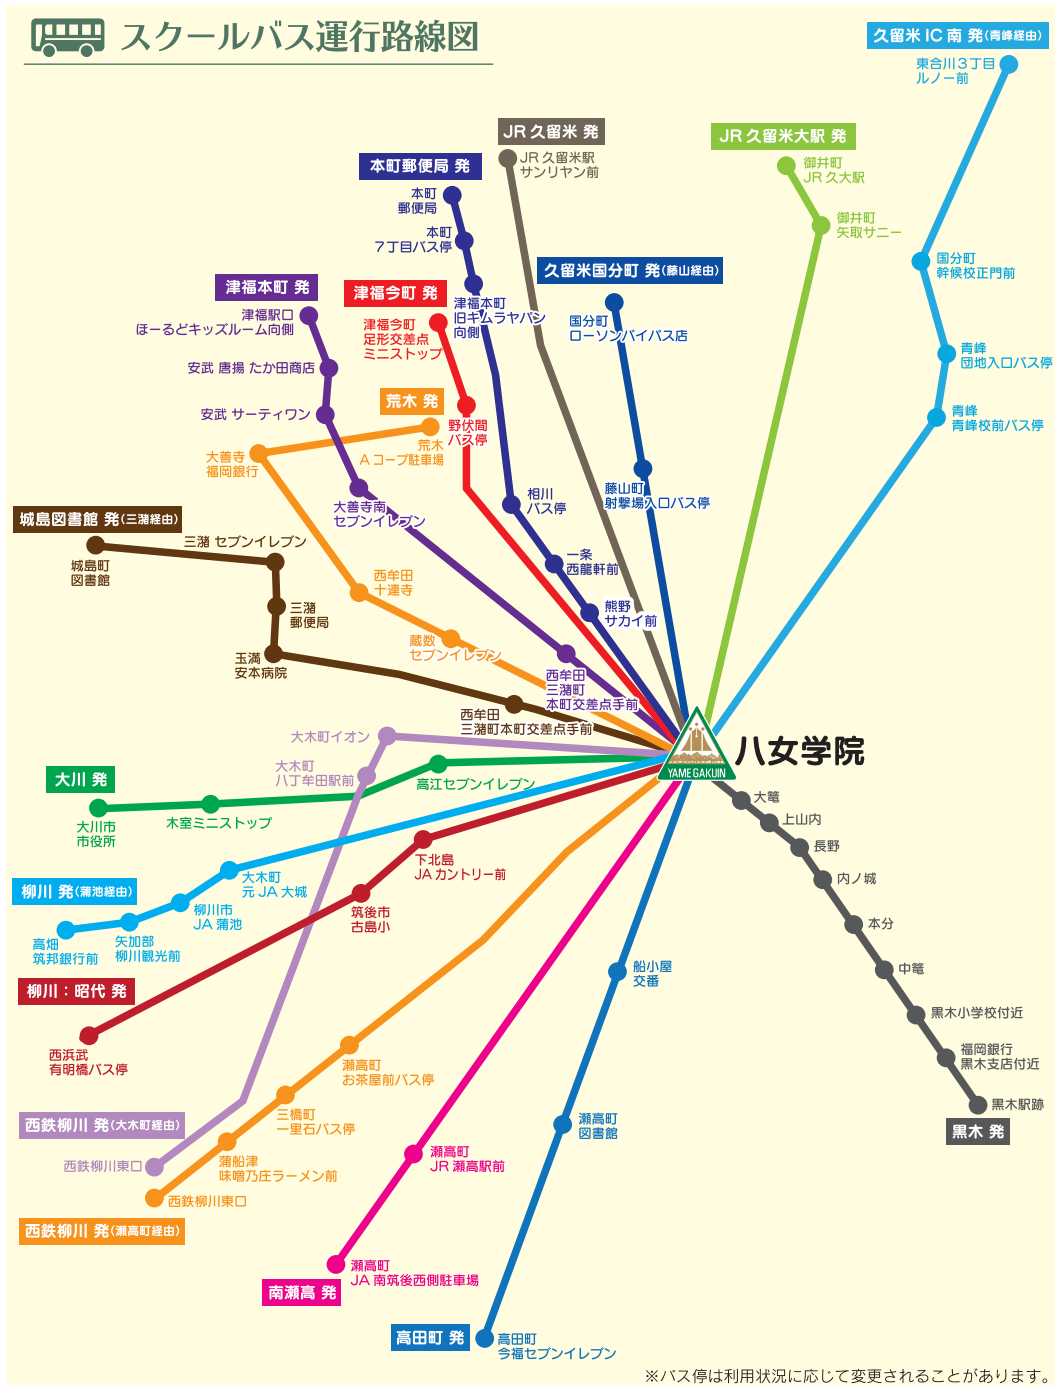 スクールバス運行路線図
久留米 IC 南 発(青峰経由)
東合川３丁目
ルノー前
国分町
幹候校正門前
青峰
団地入口バス停
青峰
青峰校前バス停
JR 久留米大駅 発
御井町
JR 久大駅
御井町
矢取サニー
JR 久留米 発
JR 久留米駅
サンリヤン前
久留米国分町 発(藤山経由)
国分町
ローソンバイパス店
藤山町
射撃場入口バス停
本町郵便局 発
本町
郵便局
本町
７丁目バス停
津福本町
旧キムラヤパン
向側
相川
バス停
一条
西龍軒前
熊野
サカイ前
津福今町 発
津福今町
足形交差点
ミニストップ
野伏間
バス停
津福本町 発
津福駅口
ほーるどキッズルーム向側
安武 唐揚 たか田商店
安武 サーティワン
大善寺南
セブンイレブン
西牟田
三潴町
本町交差点手前
荒木 発
荒木
A コープ駐車場
大善寺
福岡銀行
西牟田
十連寺
蔵数
セブンイレブン
城島図書館 発(三潴経由)
城島町
図書館
三潴 セブンイレブン
三潴
郵便局
玉満
安本病院
西牟田
三潴町本町交差点手前
大木町イオン
大木町
八丁牟田駅前
大川 発
大川市
市役所
木室ミニストップ
高江セブンイレブン
柳川 発(蒲池経由)
高畑
筑邦銀行前
矢加部
柳川観光前
柳川市
JA 蒲池
大木町
元 JA 大城
柳川：昭代 発
西浜武
有明橋バス停
筑後市
古島小
下北島
JA カントリー前
西鉄柳川 発(大木町経由)
西鉄柳川東口
西鉄柳川 発(瀬高町経由)
西鉄柳川東口
蒲船津
味噌乃庄ラーメン前
三橋町
一里石バス停
瀬高町
お茶屋前バス停
南瀬高 発
瀬高町
JA 南筑後西側駐車場
瀬高町
JR 瀬高駅前
高田町 発
高田町
今福セブンイレブン
瀬高町
図書館
船小屋
交番
YAME GAKUIN
八女学院
大篭
上山内
長野
内ノ城
本分
中篭
黒木小学校付近
福岡銀行
黒木支店付近
黒木駅跡
黒木 発
※バス停は利用状況に応じて変更されることがあります。